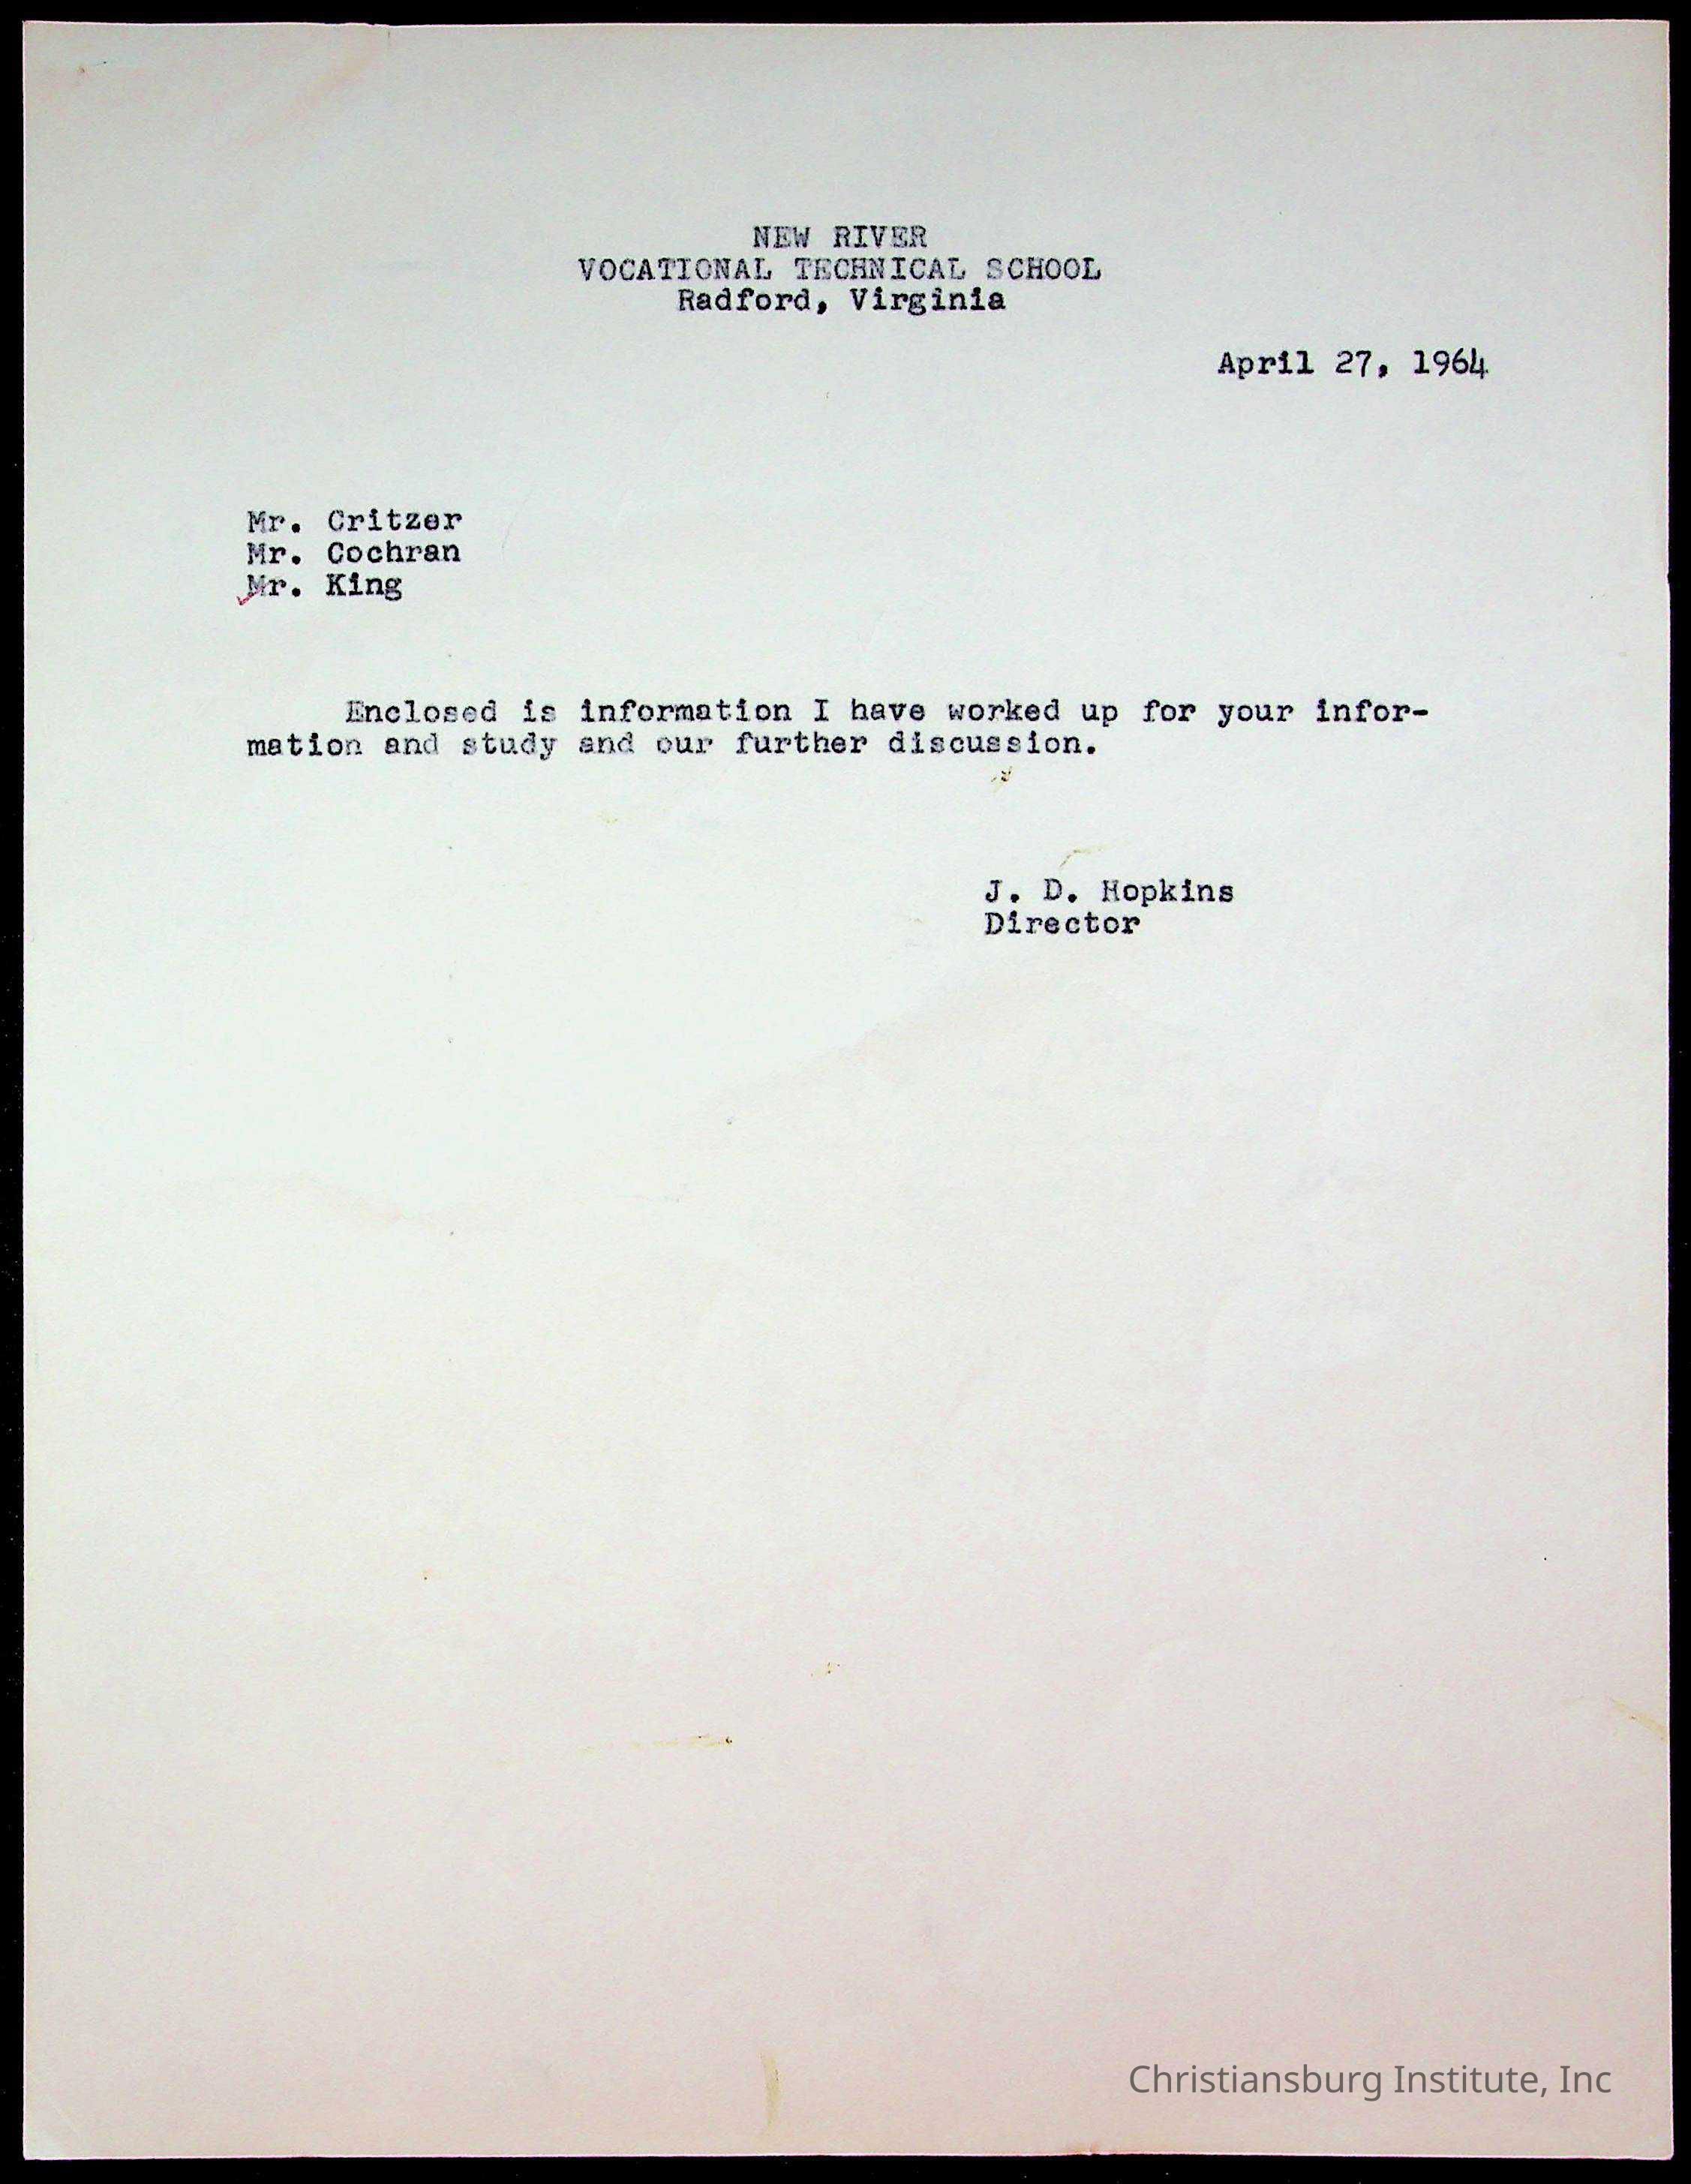 NEW RIVER
VOCATIONAL TECHNICAL SCHOOL
Radford, Virginia
April 27, 1964
Mr. Critzer
Mr. Cochran
Mr. King
Enclosed is information I have worked up for your infor-
mation and study and our further discussion.
J. D. Hopkins
Director
Christiansburg Institute, Inc